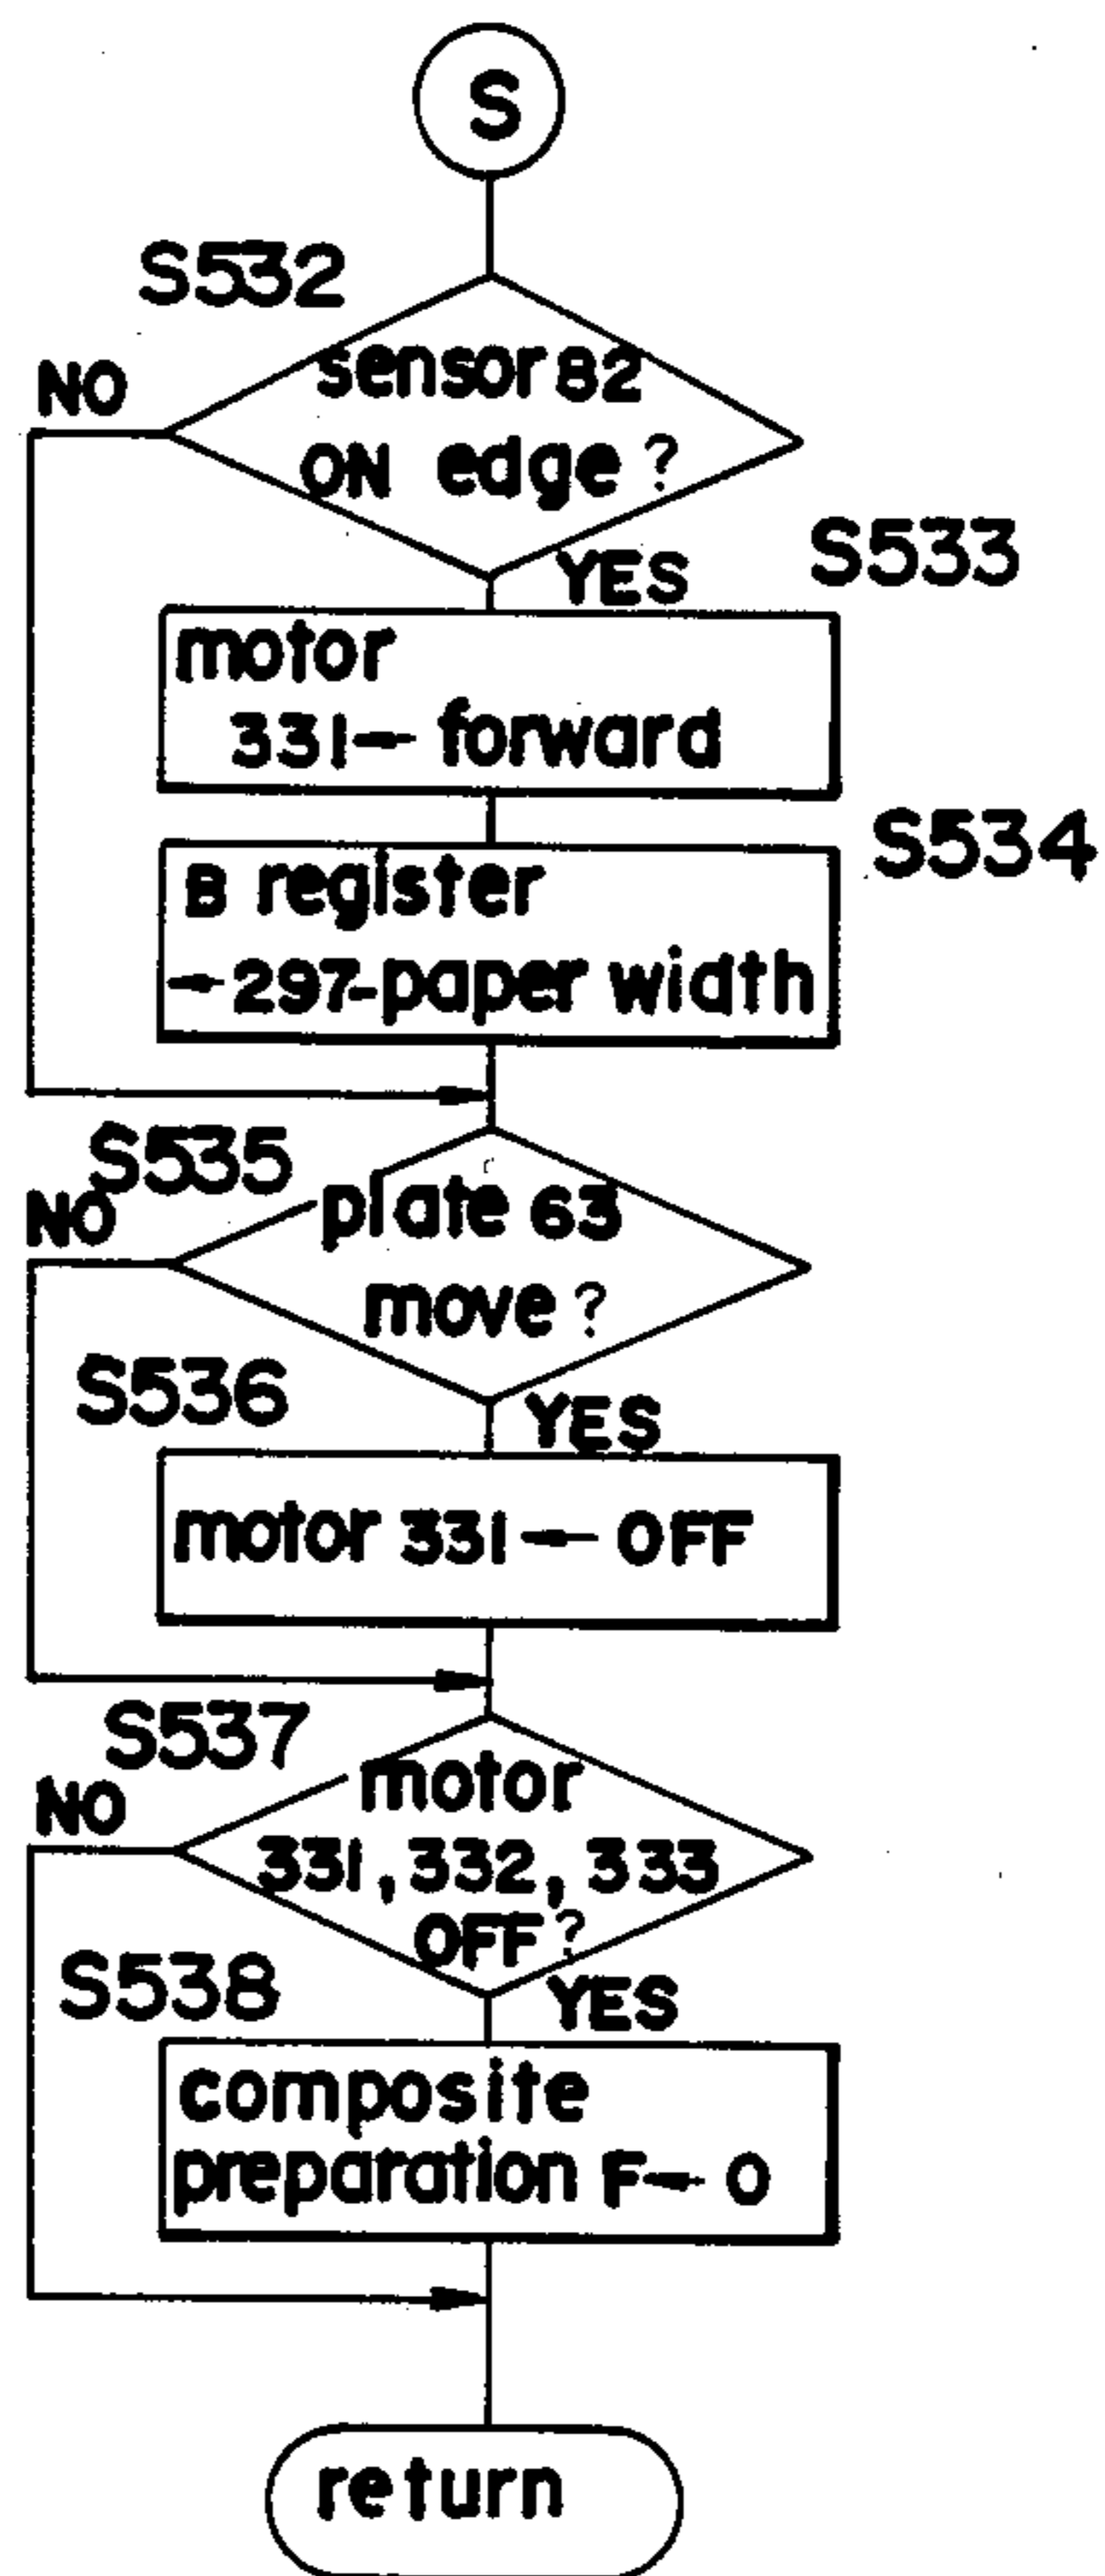 S
S532
NO
sensor 82
ON edge ?
YES
S533
motor
331← forward
S534
B register
→297-paper width
S535
NO
plate 63
move ?
S536
YES
motor 331 ← OFF
S537
NO
motor
331, 332, 333
OFF ?
S538
YES
composite
preparation F← O
return